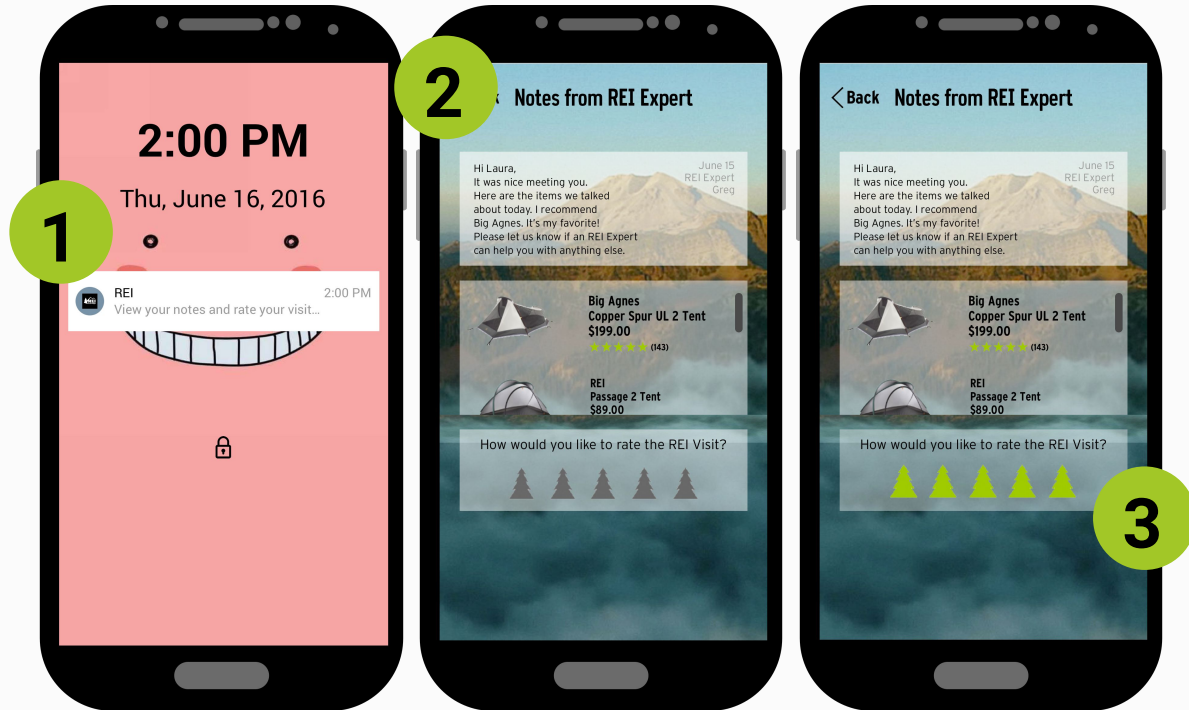 1
2:00 PM
Thu, June 16, 2016
REI 2:00 PM
View your notes and rate your visit...
2
k Notes from REI Expert
Hi Laura,
It was nice meeting you.
Here are the items we talked
about today. I recommend
Big Agnes. It's my favorite!
Please let us know if an REI Expert
can help you with anything else.
June 15
REI Expert
Greg
Big Agnes
Copper Spur UL 2 Tent
$199.00
(143)
REI
Passage 2 Tent
$89.00
How would you like to rate the REI Visit?
Back Notes from REI Expert
Hi Laura,
It was nice meeting you.
Here are the items we talked
about today. I recommend
Big Agnes. It's my favorite!
Please let us know if an REI Expert
can help you with anything else.
June 15
REI Expert
Greg
Big Agnes
Copper Spur UL 2 Tent
$199.00
(143)
REI
Passage 2 Tent
$89.00
How would you like to rate the REI Visit?
3